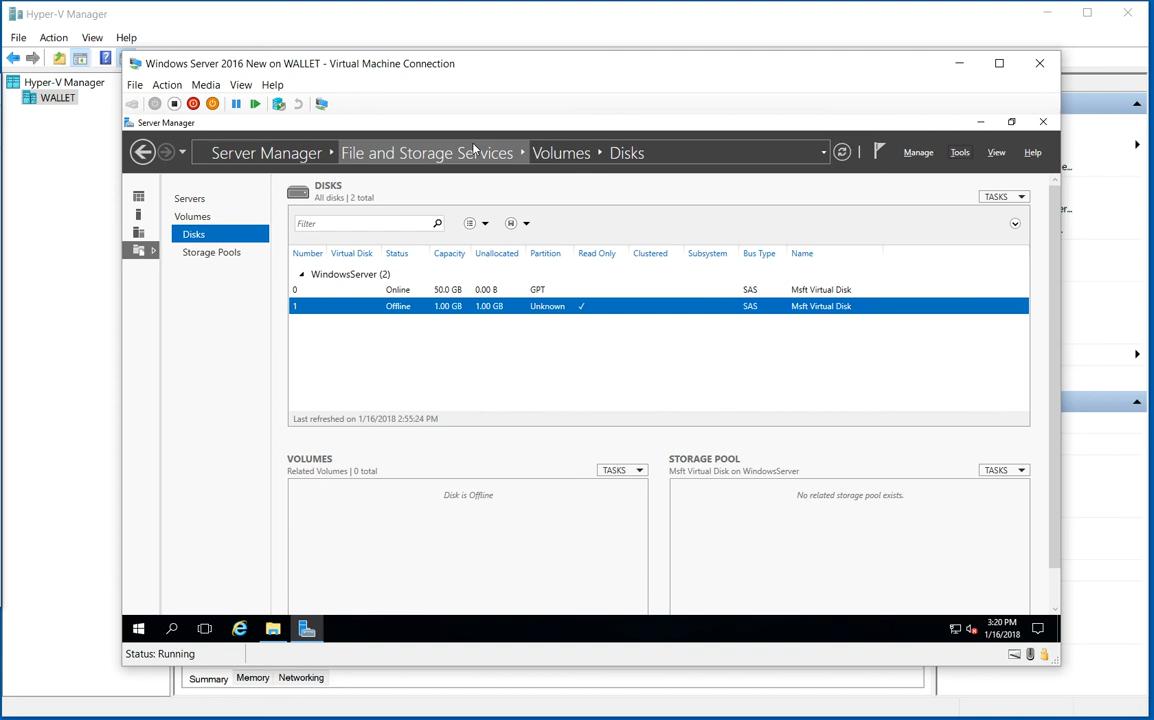 Hyper-V Manager
File Action View Help
Hyper-V Manager
WALLET
Windows Server 2016 New on WALLET - Virtual Machine Connection
File Action Media View Help
Server Manager
Server Manager File and Storage Services Volumes Disks
Manage Tools View Help
Servers
Volumes
Disks
Storage Pools
DISKS
All disks | 2 total
TASKS
Filter
Number Virtual Disk Status Capacity Unallocated Partition Read Only Clustered Subsystem Bus Type Name
WindowsServer (2)
0 Online 50.0 GB 0.00 B GPT SAS Msft Virtual Disk
1 Offline 1.00 GB 1.00 GB Unknown ✓ SAS Msft Virtual Disk
Last refreshed on 1/16/2018 2:55:24 PM
VOLUMES
Related Volumes | 0 total
TASKS
Disk is Offline
STORAGE POOL
Msft Virtual Disk on WindowsServer
TASKS
No related storage pool exists.
3:20 PM
1/16/2018
Status: Running
Summary Memory Networking